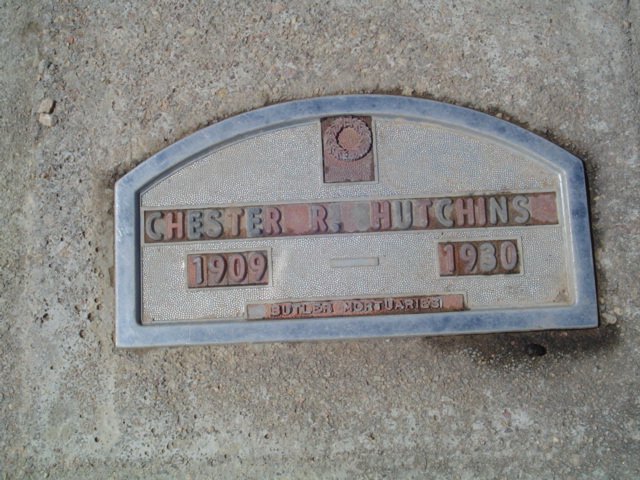 CHESTER R. HUTCHINS
1909 1930
BUTLER MORTUARIES